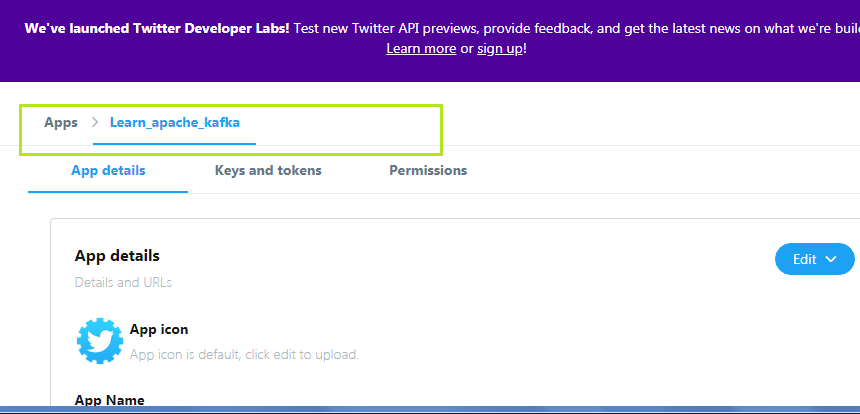 We've launched Twitter Developer Labs! Test new Twitter API previews, provide feedback, and get the latest news on what we're
Learn more or sign up!
Apps > Learn_apache_kafka
App details Keys and tokens Permissions
App details
Edit
Details and URLs
App icon
App icon is default, click edit to upload.
App Name